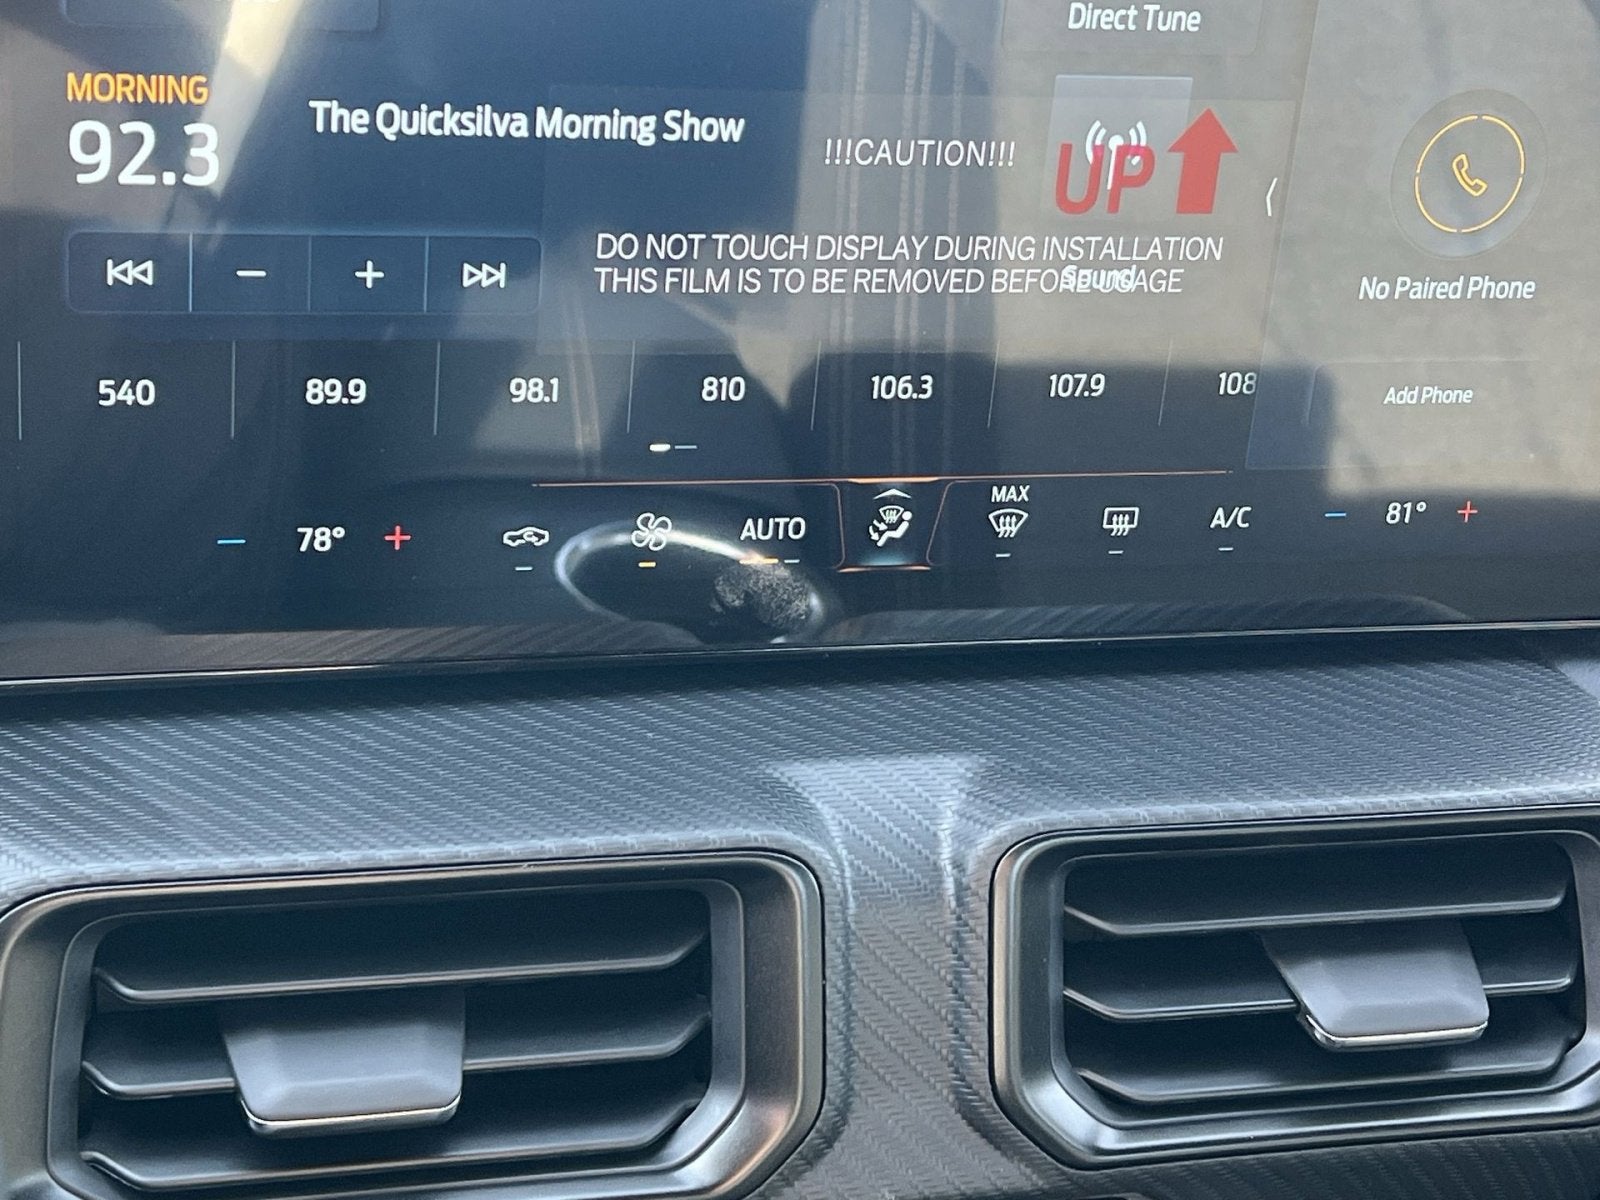 Direct Tune
MORNING
92.3
The Quicksilva Morning Show
!!!CAUTION!!!
UP
DO NOT TOUCH DISPLAY DURING INSTALLATION
THIS FILM IS TO BE REMOVED BEFORE USAGE
Sound
No Paired Phone
540
89.9
98.1
810
106.3
107.9
108
Add Phone
78°
AUTO
MAX
A/C
81°